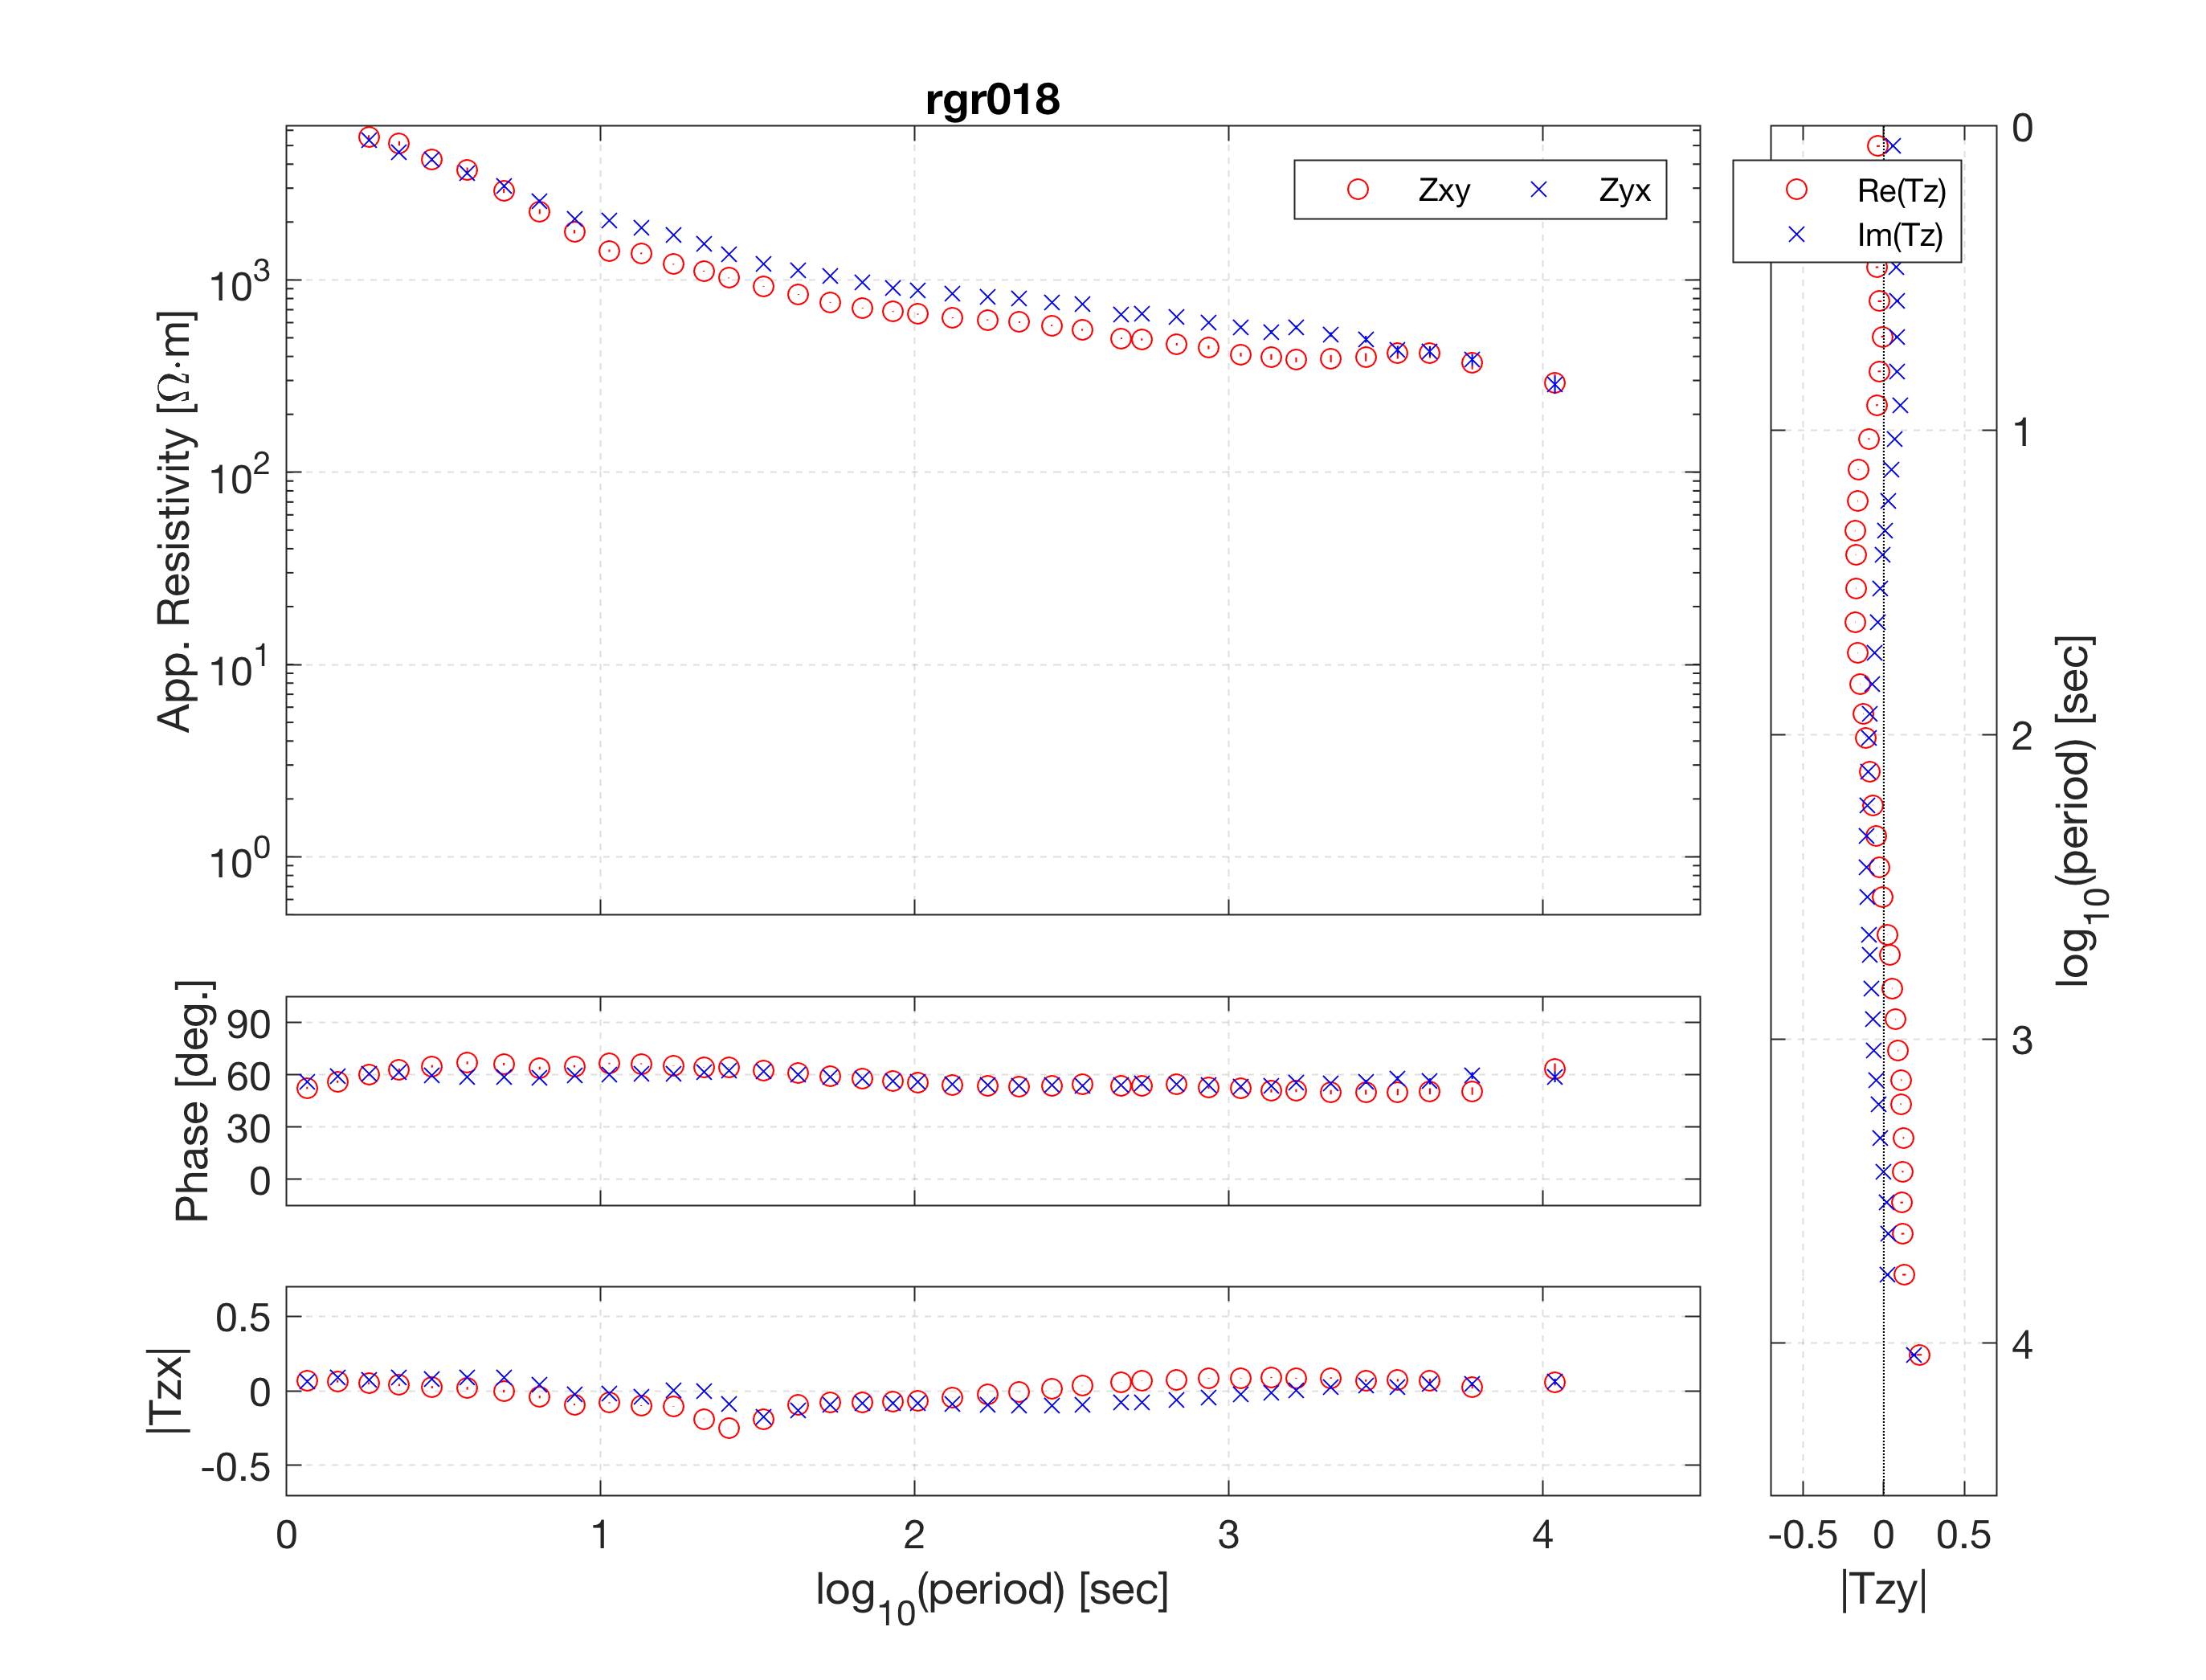 rgr018
App. Resistivity [Ω·m]
10^3
10^2
10^1
10^0
Zxy Zyx
Phase [deg.]
90
60
30
0
|Tzx|
0.5
0
-0.5
0 1 2 3 4
log10(period) [sec]
Re(Tz)
Im(Tz)
0
1
2
3
4
log10(period) [sec]
-0.5 0 0.5
|Tzy|